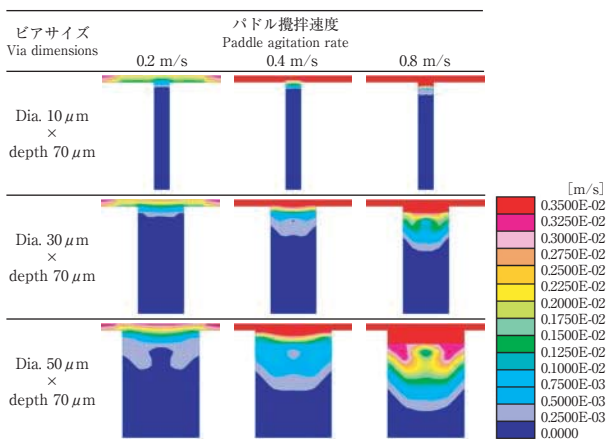 ビアサイズ
Via dimensions
パドル攪拌速度
Paddle agitation rate
0.2 m/s
0.4 m/s
0.8 m/s
Dia. 10 μm
×
depth 70 μm
Dia. 30 μm
×
depth 70 μm
Dia. 50 μm
×
depth 70 μm
[m/s]
0.3500E-02
0.3250E-02
0.3000E-02
0.2750E-02
0.2500E-02
0.2250E-02
0.2000E-02
0.1750E-02
0.1500E-02
0.1250E-02
0.1000E-02
0.7500E-03
0.5000E-03
0.2500E-03
0.0000